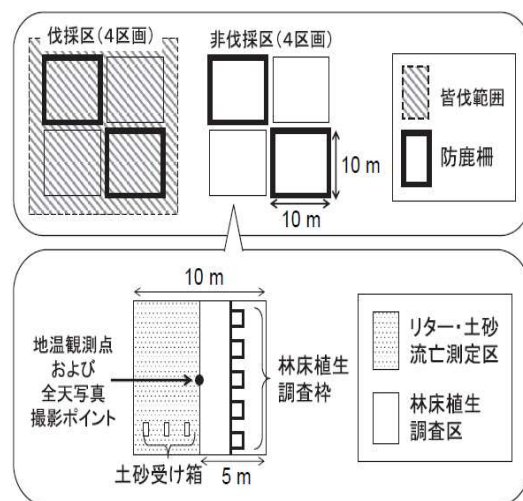 伐採区(4区画)
非伐採区(4区画)
皆伐範囲
防鹿柵
10 m
10 m
10 m
地温観測点
および
全天写真
撮影ポイント
林床植生
調査枠
土砂受け箱
5 m
リター・土砂
流亡測定区
林床植生
調査区